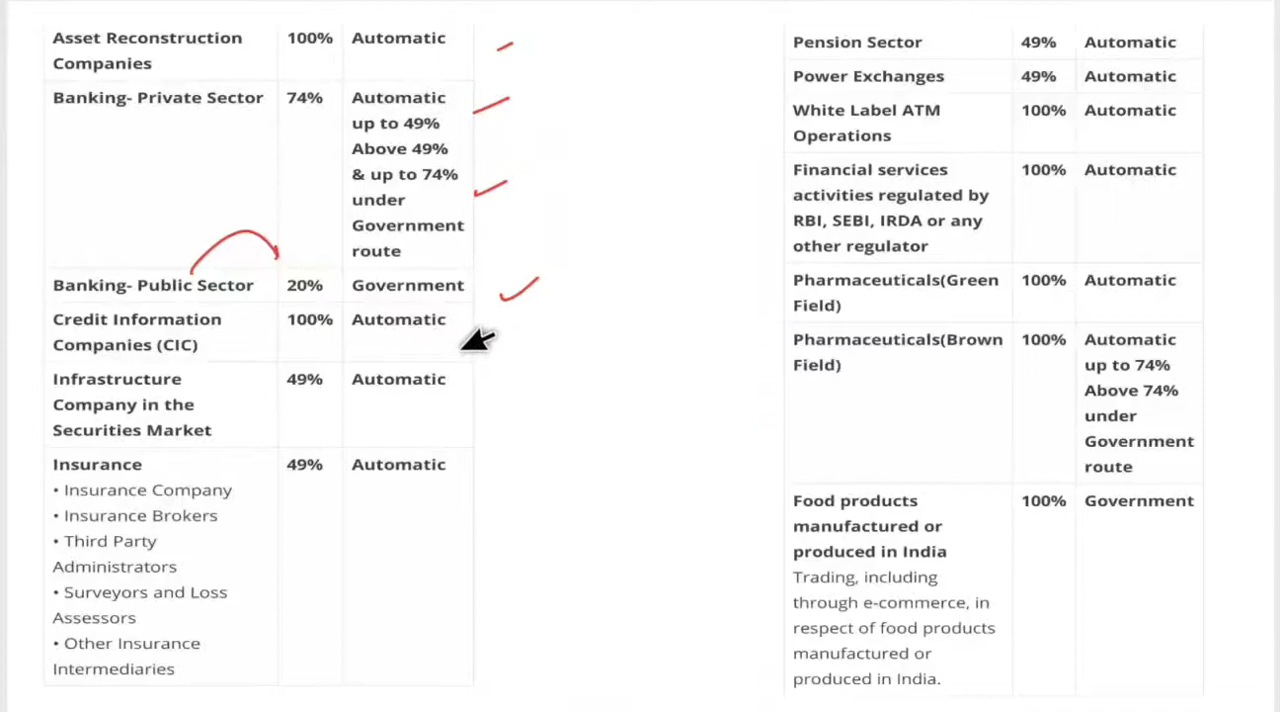 Asset Reconstruction 100% Automatic
Companies
Banking- Private Sector 74% Automatic
up to 49%
Above 49%
& up to 74%
under
Government
route
Banking- Public Sector 20% Government
Credit Information 100% Automatic
Companies (CIC)
Infrastructure 49% Automatic
Company in the
Securities Market
Insurance 49% Automatic
• Insurance Company
• Insurance Brokers
• Third Party
Administrators
• Surveyors and Loss
Assessors
• Other Insurance
Intermediaries
Pension Sector 49% Automatic
Power Exchanges 49% Automatic
White Label ATM 100% Automatic
Operations
Financial services 100% Automatic
activities regulated by
RBI, SEBI, IRDA or any
other regulator
Pharmaceuticals(Green 100% Automatic
Field)
Pharmaceuticals(Brown 100% Automatic
Field) up to 74%
Above 74%
under
Government
route
Food products 100% Government
manufactured or
produced in India
Trading, including
through e-commerce, in
respect of food products
manufactured or
produced in India.